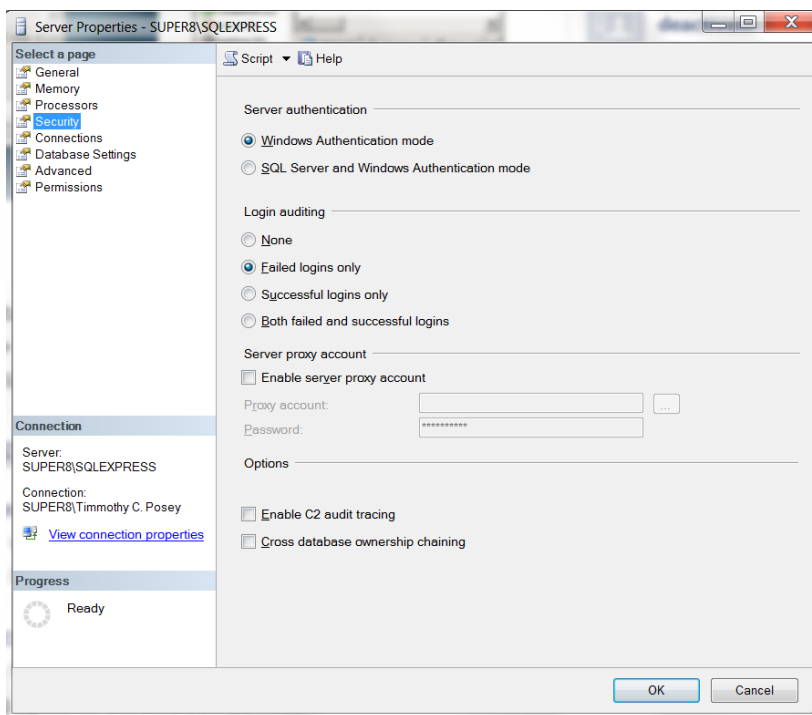 Server Properties - SUPER8\SQLEXPRESS
Select a page
General
Memory
Processors
Security
Connections
Database Settings
Advanced
Permissions
Script Help
Server authentication
Windows Authentication mode
SQL Server and Windows Authentication mode
Login auditing
None
Failed logins only
Successful logins only
Both failed and successful logins
Server proxy account
Enable server proxy account
Proxy account:
...
Password:
**********
Options
Enable C2 audit tracing
Cross database ownership chaining
Connection
Server:
SUPER8\SQLEXPRESS
Connection:
SUPER8\Timmothy C. Posey
View connection properties
Progress
Ready
OK Cancel